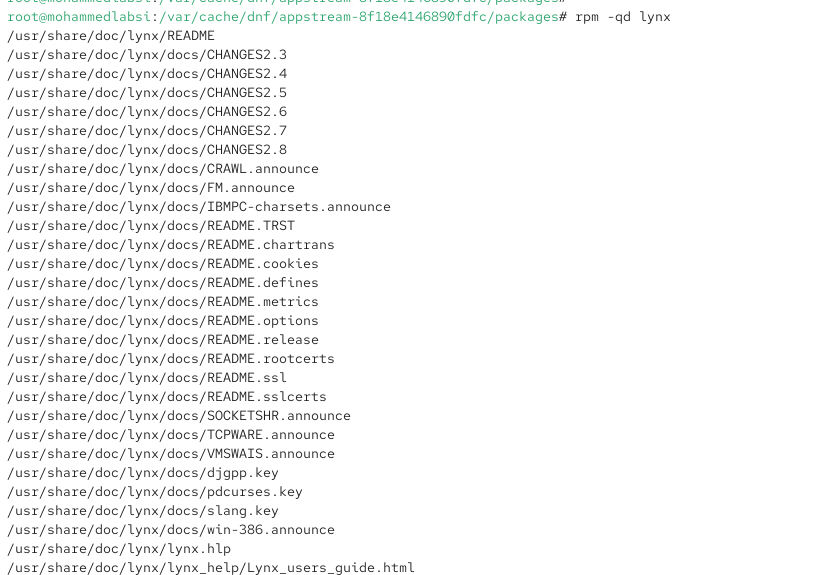 root@mohammedlabsi:/var/cache/dnf/appstream-8f18e4146890fdfc/packages#
root@mohammedlabsi:/var/cache/dnf/appstream-8f18e4146890fdfc/packages# rpm -qd lynx
/usr/share/doc/lynx/README
/usr/share/doc/lynx/docs/CHANGES2.3
/usr/share/doc/lynx/docs/CHANGES2.4
/usr/share/doc/lynx/docs/CHANGES2.5
/usr/share/doc/lynx/docs/CHANGES2.6
/usr/share/doc/lynx/docs/CHANGES2.7
/usr/share/doc/lynx/docs/CHANGES2.8
/usr/share/doc/lynx/docs/CRAWL.announce
/usr/share/doc/lynx/docs/FM.announce
/usr/share/doc/lynx/docs/IBMPC-charsets.announce
/usr/share/doc/lynx/docs/README.TRST
/usr/share/doc/lynx/docs/README.chartrans
/usr/share/doc/lynx/docs/README.cookies
/usr/share/doc/lynx/docs/README.defines
/usr/share/doc/lynx/docs/README.metrics
/usr/share/doc/lynx/docs/README.options
/usr/share/doc/lynx/docs/README.release
/usr/share/doc/lynx/docs/README.rootcerts
/usr/share/doc/lynx/docs/README.ssl
/usr/share/doc/lynx/docs/README.sslcerts
/usr/share/doc/lynx/docs/SOCKETSHR.announce
/usr/share/doc/lynx/docs/TCPWARE.announce
/usr/share/doc/lynx/docs/VMSWAIS.announce
/usr/share/doc/lynx/docs/djgpp.key
/usr/share/doc/lynx/docs/pdcurses.key
/usr/share/doc/lynx/docs/slang.key
/usr/share/doc/lynx/docs/win-386.announce
/usr/share/doc/lynx/lynx.hlp
/usr/share/doc/lynx/lynx_help/Lynx_users_guide.html